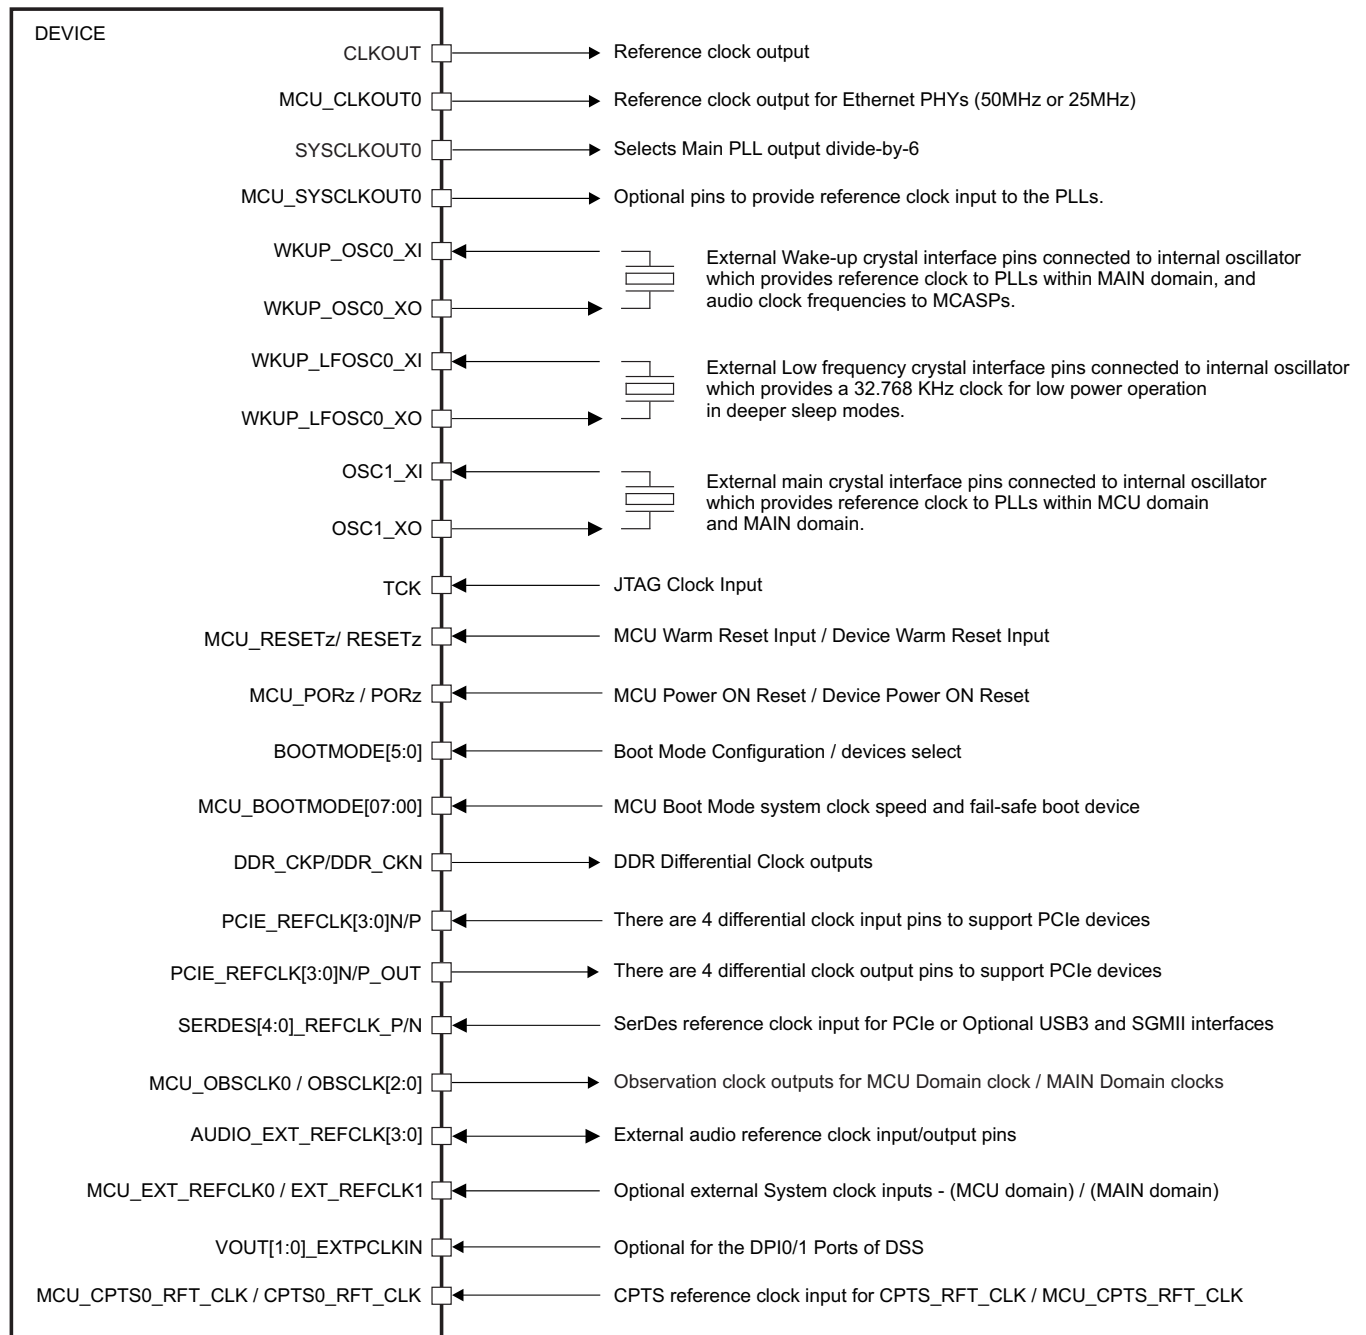 DEVICE
CLKOUT Reference clock output
MCU_CLKOUT0 Reference clock output for Ethernet PHYs (50MHz or 25MHz)
SYSCLKOUT0 Selects Main PLL output divide-by-6
MCU_SYSCLKOUT0 Optional pins to provide reference clock input to the PLLs.
WKUP_OSC0_XI
External Wake-up crystal interface pins connected to internal oscillator
which provides reference clock to PLLs within MAIN domain, and
audio clock frequencies to MCASPs.
WKUP_OSC0_XO
WKUP_LFOSC0_XI
External Low frequency crystal interface pins connected to internal oscillator
which provides a 32.768 KHz clock for low power operation
in deeper sleep modes.
WKUP_LFOSC0_XO
OSC1_XI
External main crystal interface pins connected to internal oscillator
which provides reference clock to PLLs within MCU domain
and MAIN domain.
OSC1_XO
TCK JTAG Clock Input
MCU_RESETz/ RESETz MCU Warm Reset Input / Device Warm Reset Input
MCU_PORz / PORz MCU Power ON Reset / Device Power ON Reset
BOOTMODE[5:0] Boot Mode Configuration / devices select
MCU_BOOTMODE[07:00] MCU Boot Mode system clock speed and fail-safe boot device
DDR_CKP/DDR_CKN DDR Differential Clock outputs
PCIE_REFCLK[3:0]N/P There are 4 differential clock input pins to support PCIe devices
PCIE_REFCLK[3:0]N/P_OUT There are 4 differential clock output pins to support PCIe devices
SERDES[4:0]_REFCLK_P/N SerDes reference clock input for PCIe or Optional USB3 and SGMII interfaces
MCU_OBSCLK0 / OBSCLK[2:0] Observation clock outputs for MCU Domain clock / MAIN Domain clocks
AUDIO_EXT_REFCLK[3:0] External audio reference clock input/output pins
MCU_EXT_REFCLK0 / EXT_REFCLK1 Optional external System clock inputs - (MCU domain) / (MAIN domain)
VOUT[1:0]_EXTPCLKIN Optional for the DPI0/1 Ports of DSS
MCU_CPTS0_RFT_CLK / CPTS0_RFT_CLK CPTS reference clock input for CPTS_RFT_CLK / MCU_CPTS_RFT_CLK